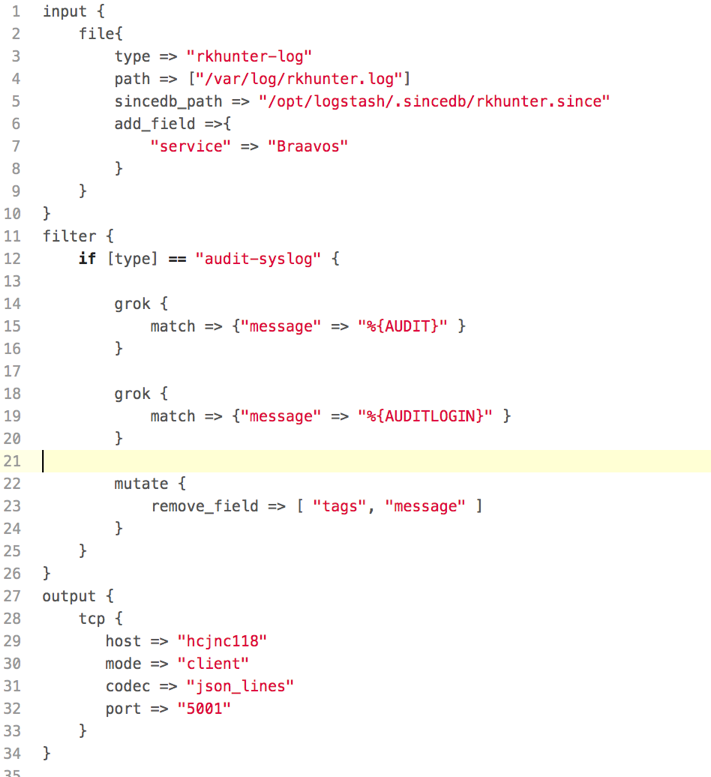 1 input {
2     file{
3         type => "rkhunter-log"
4         path => ["/var/log/rkhunter.log"]
5         sincedb_path => "/opt/logstash/.sincedb/rkhunter.since"
6         add_field =>{
7             "service" => "Braavos"
8         }
9     }
10 }
11 filter {
12     if [type] == "audit-syslog" {
13
14         grok {
15             match => {"message" => "%{AUDIT}" }
16         }
17
18         grok {
19             match => {"message" => "%{AUDITLOGIN}" }
20         }
21
22         mutate {
23             remove_field => [ "tags", "message" ]
24         }
25     }
26 }
27 output {
28     tcp {
29        host => "hcjnc118"
30        mode => "client"
31        codec => "json_lines"
32        port => "5001"
33     }
34 }
35